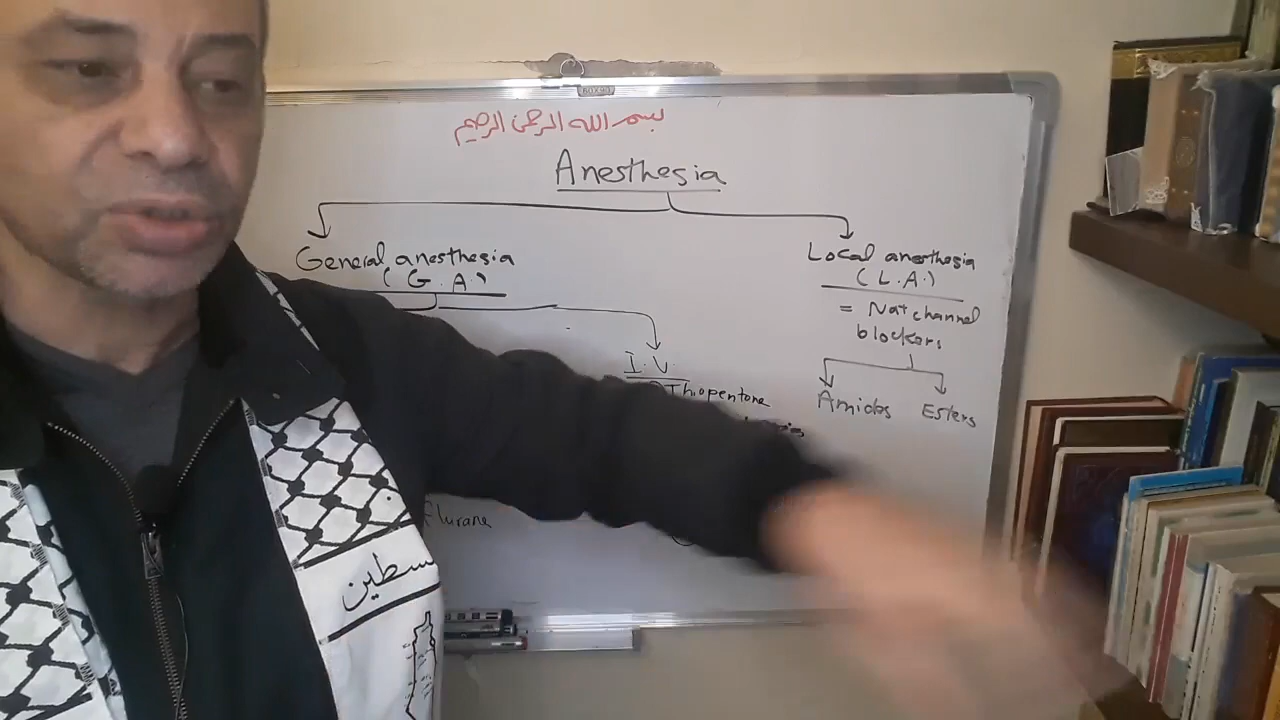 بسم الله الرحمن الرحيم
Anesthesia
General anesthesia
(G.A)
Local anesthesia
(L.A.)
= Na+ channel
blockers
I.V.
Thiopentone
Amides
Esters
flurane
فلسطين